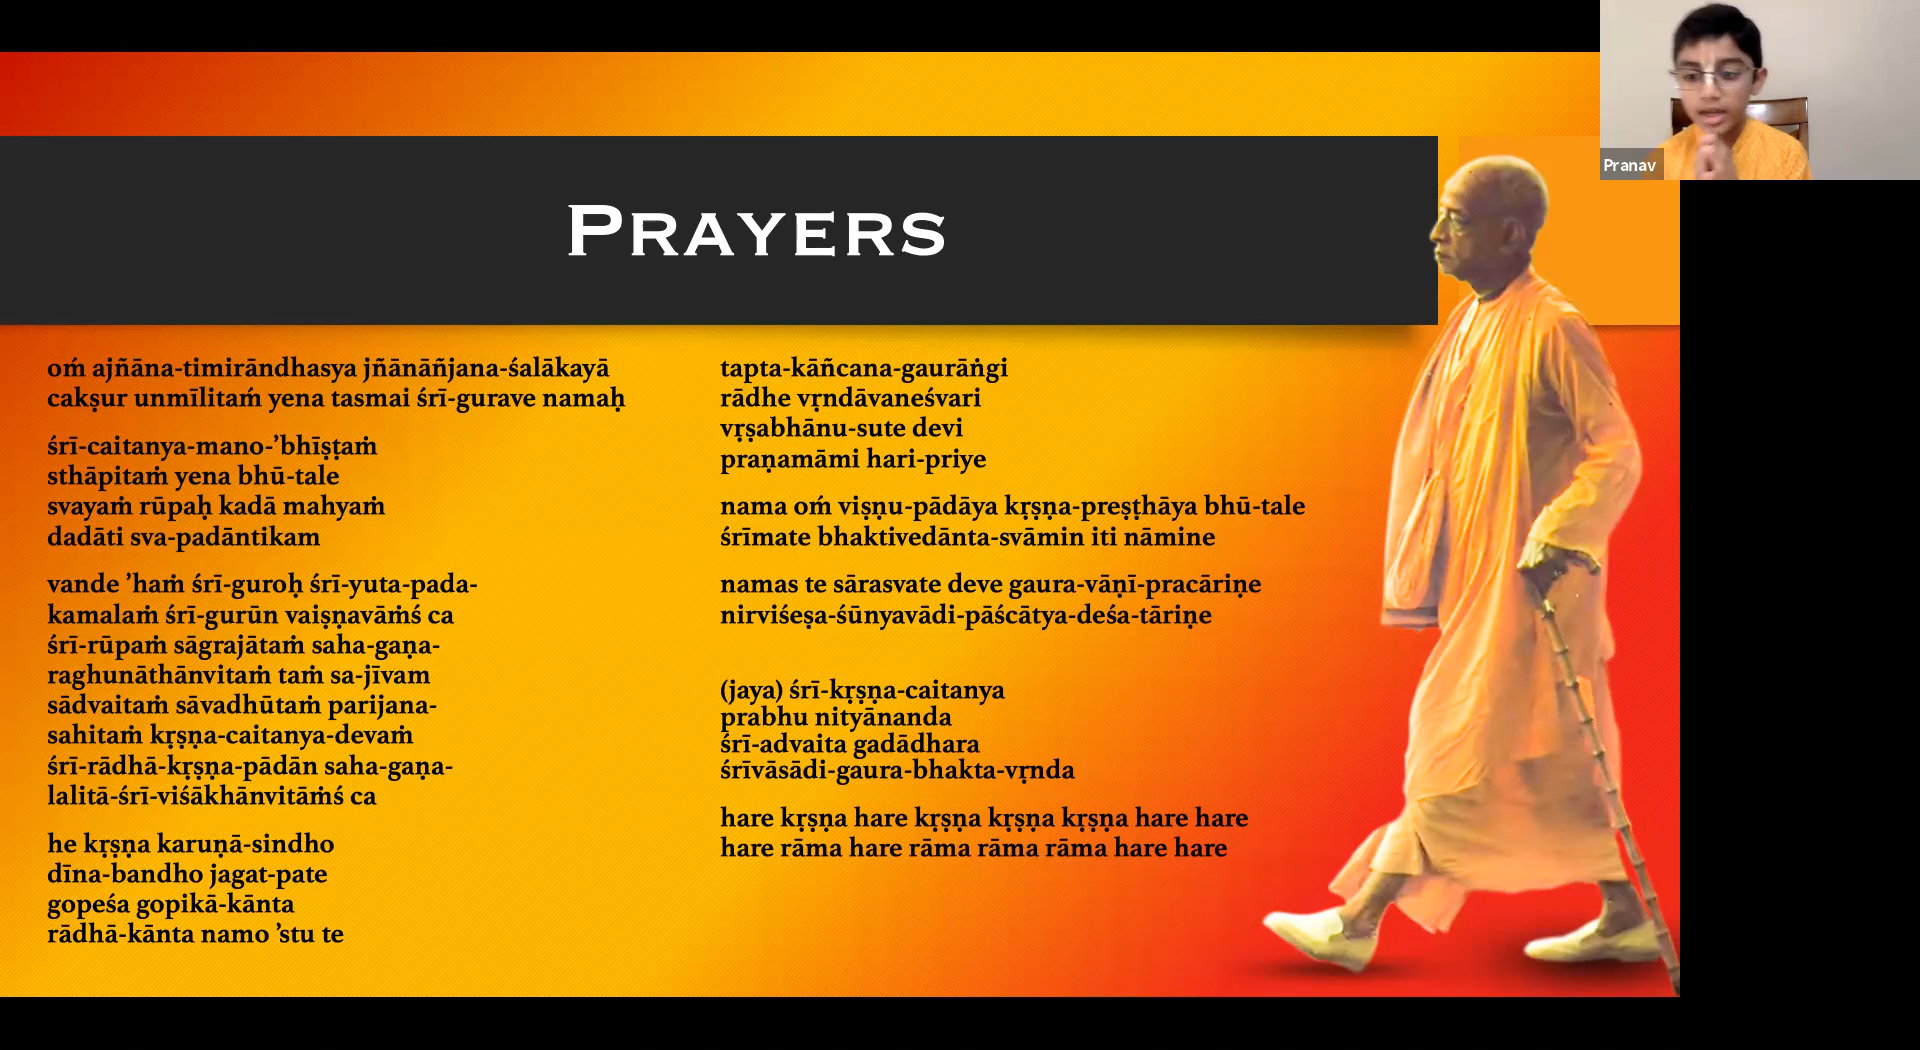 PRAYERS
oḿ ajñāna-timirāndhasya jñānāñjana-śalākayā
cakṣur unmīlitaḿ yena tasmai śrī-gurave namaḥ
śrī-caitanya-mano-’bhīṣṭaṁ
sthāpitaṁ yena bhū-tale
svayaṁ rūpaḥ kadā mahyaṁ
dadāti sva-padāntikam
vande ’haṁ śrī-guroḥ śrī-yuta-pada-
kamalaṁ śrī-gurūn vaiṣṇavāṁś ca
śrī-rūpaṁ sāgrajātaṁ saha-gaṇa-
raghunāthānvitaṁ taṁ sa-jīvam
sādvaitaṁ sāvadhūtaṁ parijana-
sahitaṁ kṛṣṇa-caitanya-devaṁ
śrī-rādhā-kṛṣṇa-pādān saha-gaṇa-
lalitā-śrī-viśākhānvitāṁś ca
he kṛṣṇa karuṇā-sindho
dīna-bandho jagat-pate
gopeśa gopikā-kānta
rādhā-kānta namo ’stu te
tapta-kāñcana-gaurāṅgi
rādhe vṛndāvaneśvari
vṛṣabhānu-sute devi
praṇamāmi hari-priye
nama oḿ viṣṇu-pādāya kṛṣṇa-preṣṭhāya bhū-tale
śrīmate bhaktivedānta-svāmin iti nāmine
namas te sārasvate deve gaura-vāṇī-pracāriṇe
nirviśeṣa-śūnyavādi-pāścātya-deśa-tāriṇe
(jaya) śrī-kṛṣṇa-caitanya
prabhu nityānanda
śrī-advaita gadādhara
śrīvāsādi-gaura-bhakta-vṛnda
hare kṛṣṇa hare kṛṣṇa kṛṣṇa kṛṣṇa hare hare
hare rāma hare rāma rāma rāma hare hare
Pranav